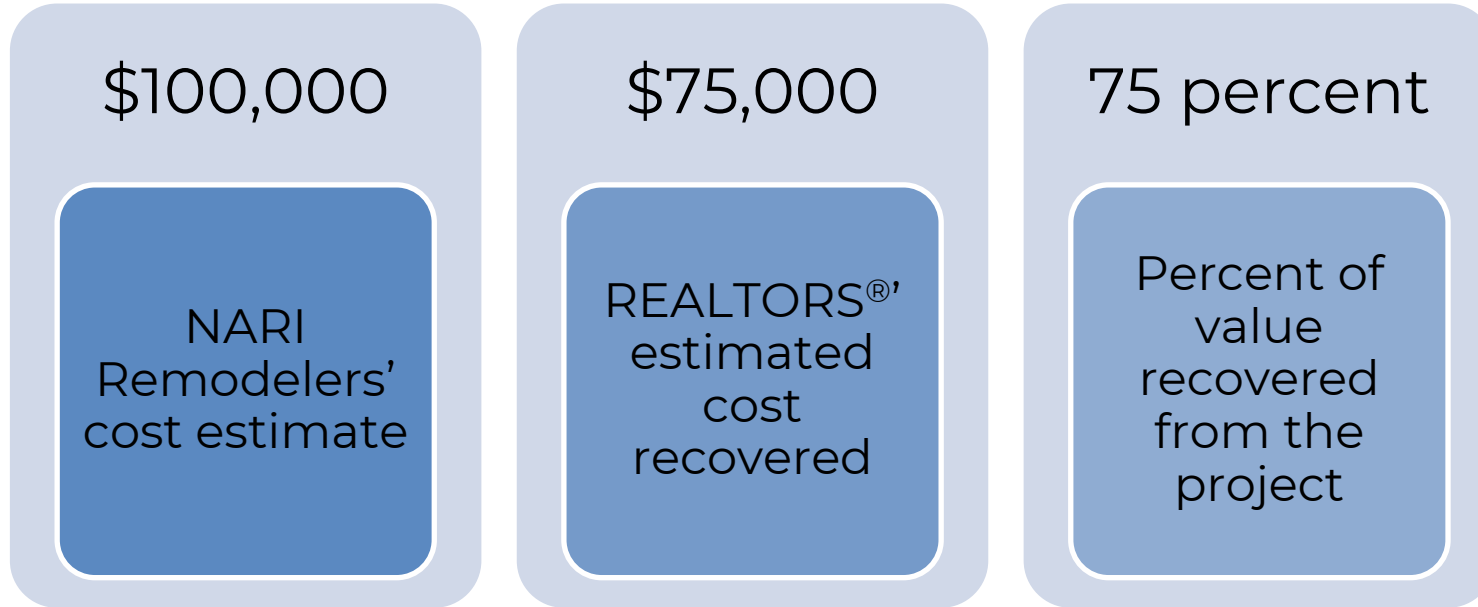 $100,000
NARI
Remodelers’
cost estimate
$75,000
REALTORS®’
estimated
cost
recovered
75 percent
Percent of
value
recovered
from the
project